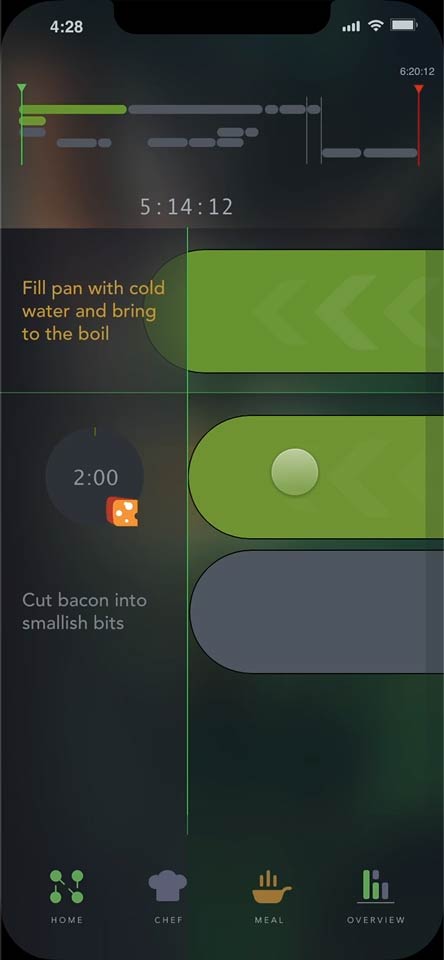 4:28
6:20:12
5:14:12
Fill pan with cold
water and bring
to the boil
2:00
Cut bacon into
smallish bits
HOME CHEF MEAL OVERVIEW